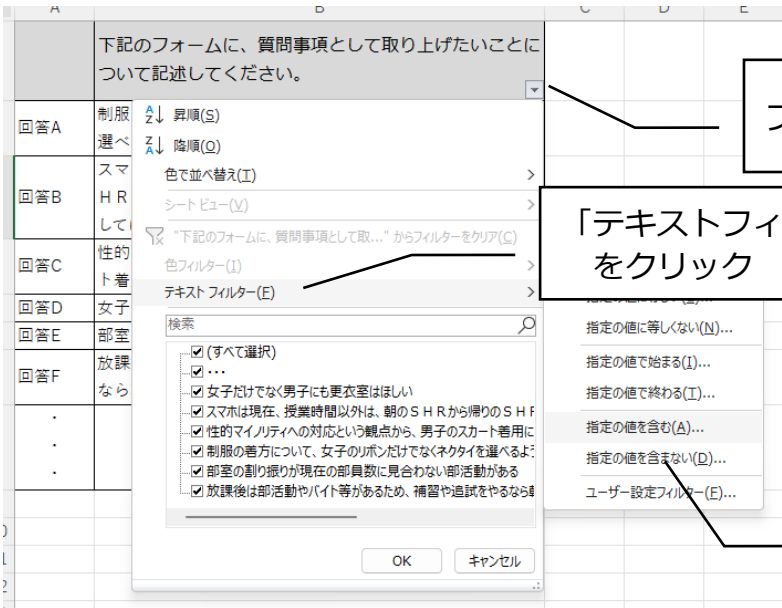 A B C D E
下記のフォームに、質問事項として取り上げたいことに
ついて記述してください。
回答A
制服
選べ
回答B
スマ
ＨＲ
して
回答C
性的
ト着
回答D
女子
回答E
部室
回答F
放課
なら
・
・
・
昇順(S)
降順(O)
色で並べ替え(T)
シート ビュー(V)
"下記のフォームに、質問事項として取..." からフィルターをクリア(C)
色フィルター(I)
テキスト フィルター(F)
検索
(すべて選択)
・・・
女子だけでなく男子にも更衣室はほしい
スマホは現在、授業時間以外は、朝のＳＨＲから帰りのＳＨＲ
性的マイノリティへの対応という観点から、男子のスカート着用に
制服の着方について、女子のリボンだけでなくネクタイを選べるよう
部室の割り振りが現在の部員数に見合わない部活動がある
放課後は部活動やバイト等があるため、補習や追試をやるなら
OK
キャンセル
「テキストフィ
をクリック
指定の値に等しくない(N)...
指定の値で始まる(I)...
指定の値で終わる(T)...
指定の値を含む(A)...
指定の値を含まない(D)...
ユーザー設定フィルター(F)...